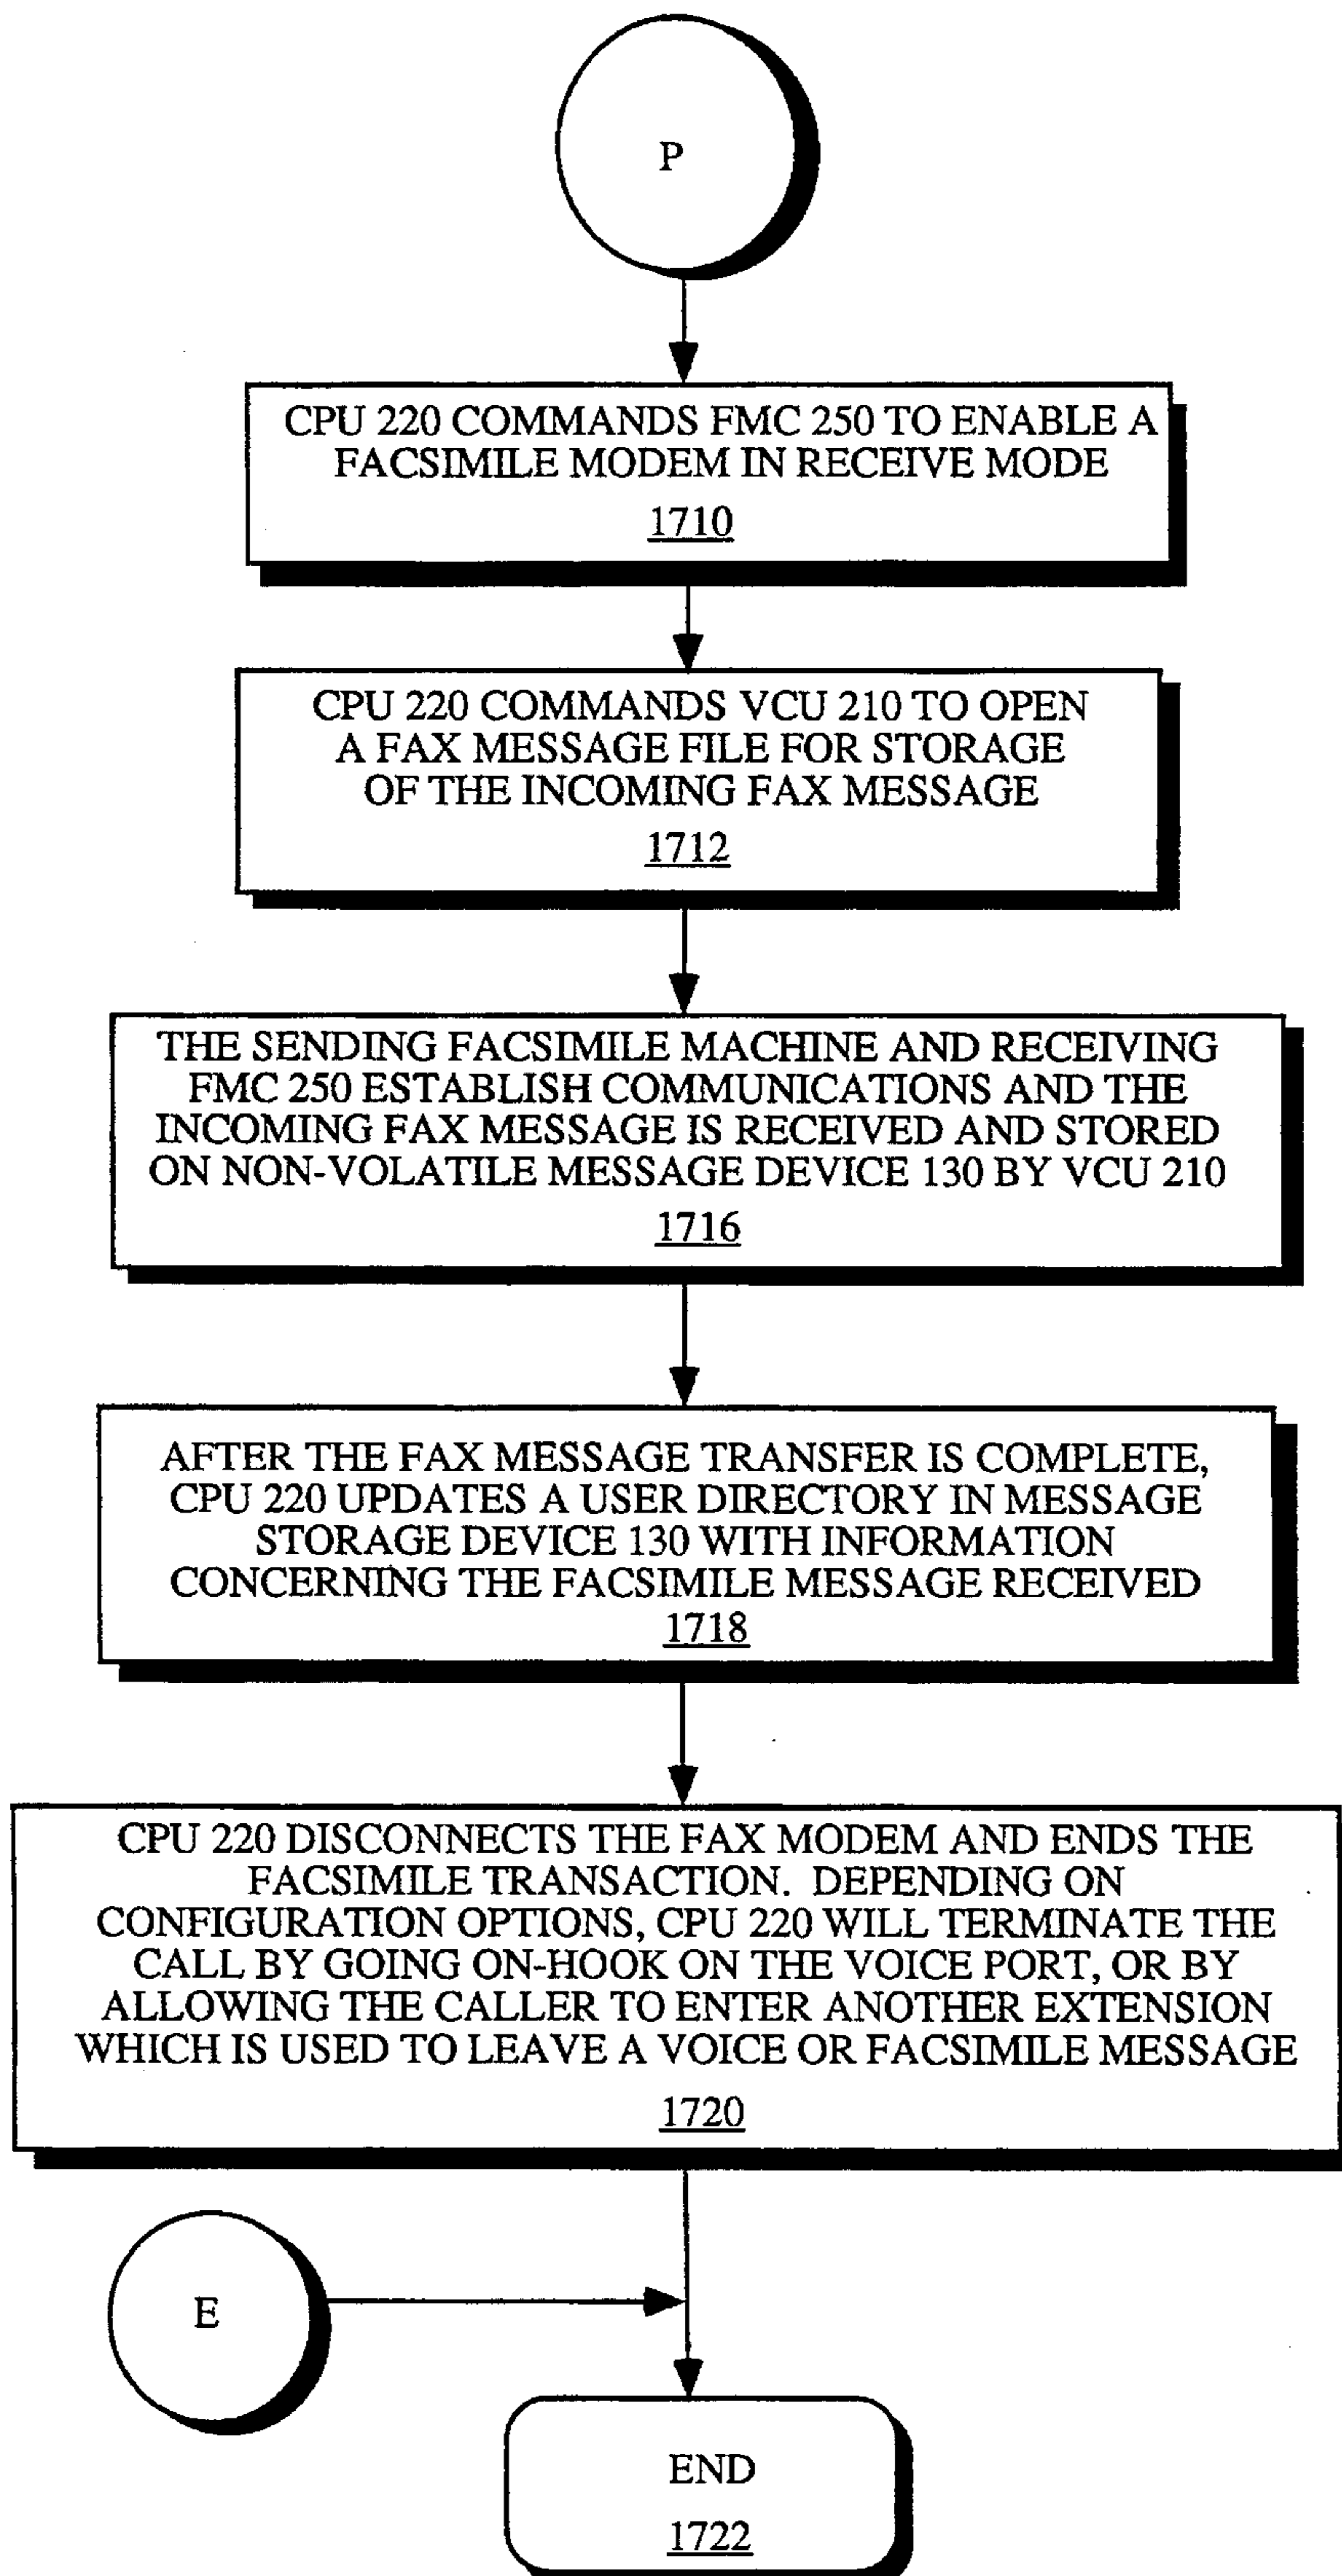 P
CPU 220 COMMANDS FMC 250 TO ENABLE A
FACSIMILE MODEM IN RECEIVE MODE
1710
CPU 220 COMMANDS VCU 210 TO OPEN
A FAX MESSAGE FILE FOR STORAGE
OF THE INCOMING FAX MESSAGE
1712
THE SENDING FACSIMILE MACHINE AND RECEIVING
FMC 250 ESTABLISH COMMUNICATIONS AND THE
INCOMING FAX MESSAGE IS RECEIVED AND STORED
ON NON-VOLATILE MESSAGE DEVICE 130 BY VCU 210
1716
AFTER THE FAX MESSAGE TRANSFER IS COMPLETE,
CPU 220 UPDATES A USER DIRECTORY IN MESSAGE
STORAGE DEVICE 130 WITH INFORMATION
CONCERNING THE FACSIMILE MESSAGE RECEIVED
1718
CPU 220 DISCONNECTS THE FAX MODEM AND ENDS THE
FACSIMILE TRANSACTION. DEPENDING ON
CONFIGURATION OPTIONS, CPU 220 WILL TERMINATE THE
CALL BY GOING ON-HOOK ON THE VOICE PORT, OR BY
ALLOWING THE CALLER TO ENTER ANOTHER EXTENSION
WHICH IS USED TO LEAVE A VOICE OR FACSIMILE MESSAGE
1720
E
END
1722